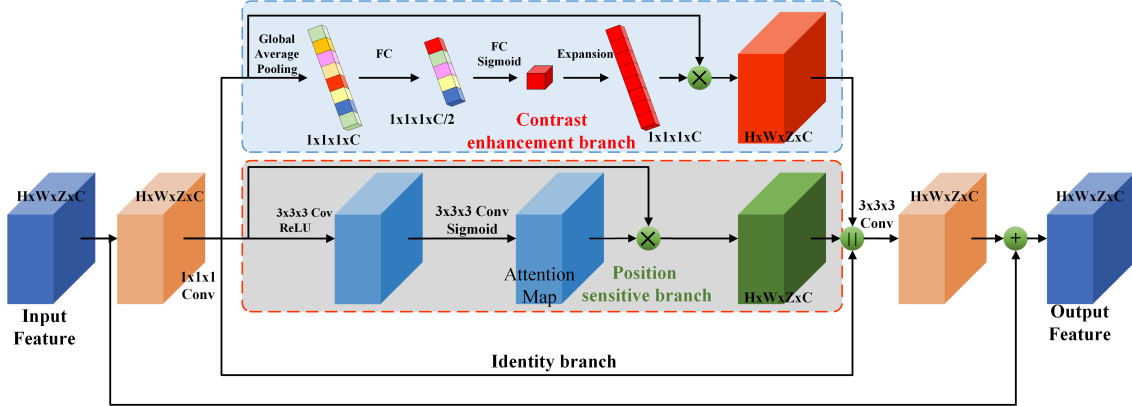 Global
Average
Pooling
FC
FC
Sigmoid
Expansion
1x1x1xC
1x1x1xC/2
Contrast
enhancement branch
1x1x1xC
HxWxZxC
HxWxZxC
HxWxZxC
3x3x3 Cov
ReLU
3x3x3 Conv
Sigmoid
Attention
Map
Position
sensitive branch
HxWxZxC
||
3x3x3
Conv
HxWxZxC
+
HxWxZxC
1x1x1
Conv
Input
Feature
Output
Feature
Identity branch